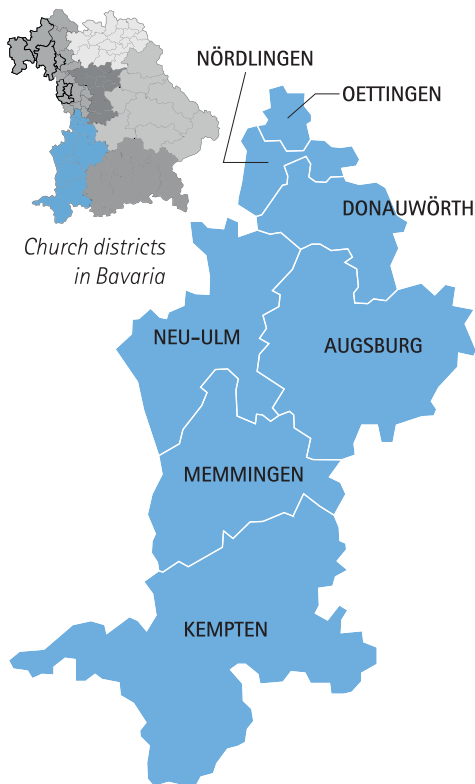 NÖRDLINGEN
OETTINGEN
DONAUWÖRTH
Church districts
in Bavaria
NEU-ULM
AUGSBURG
MEMMINGEN
KEMPTEN